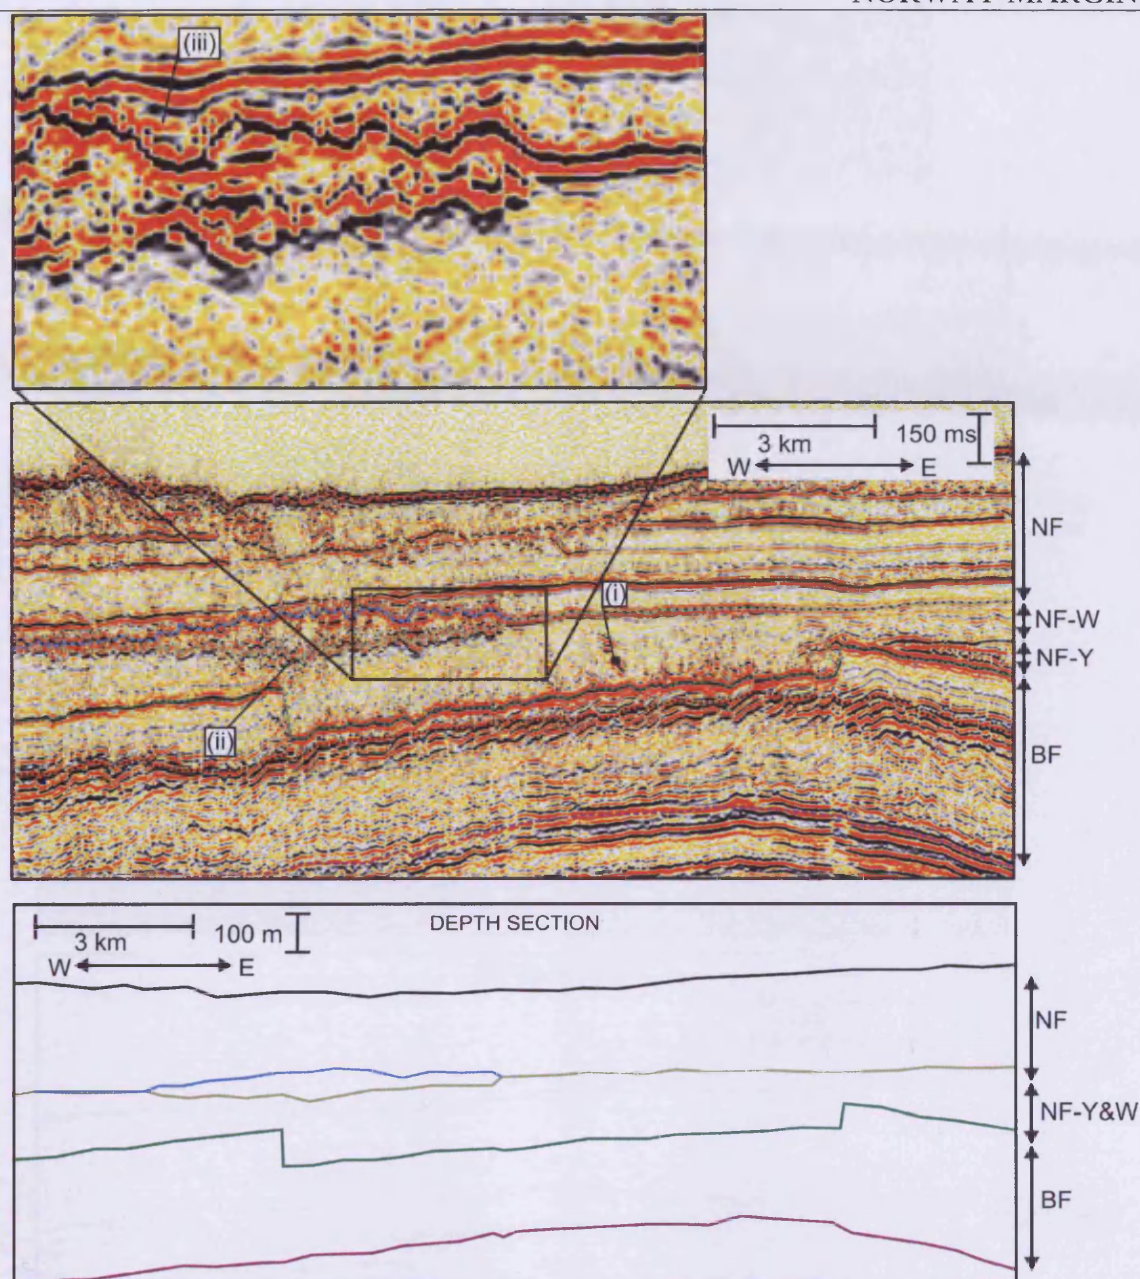 NORWAY MARGIN
(iii)
3 km
150 ms
W E
NF
(i)
NF-W
NF-Y
(ii)
BF
DEPTH SECTION
3 km
100 m
W E
NF
NF-Y&W
BF